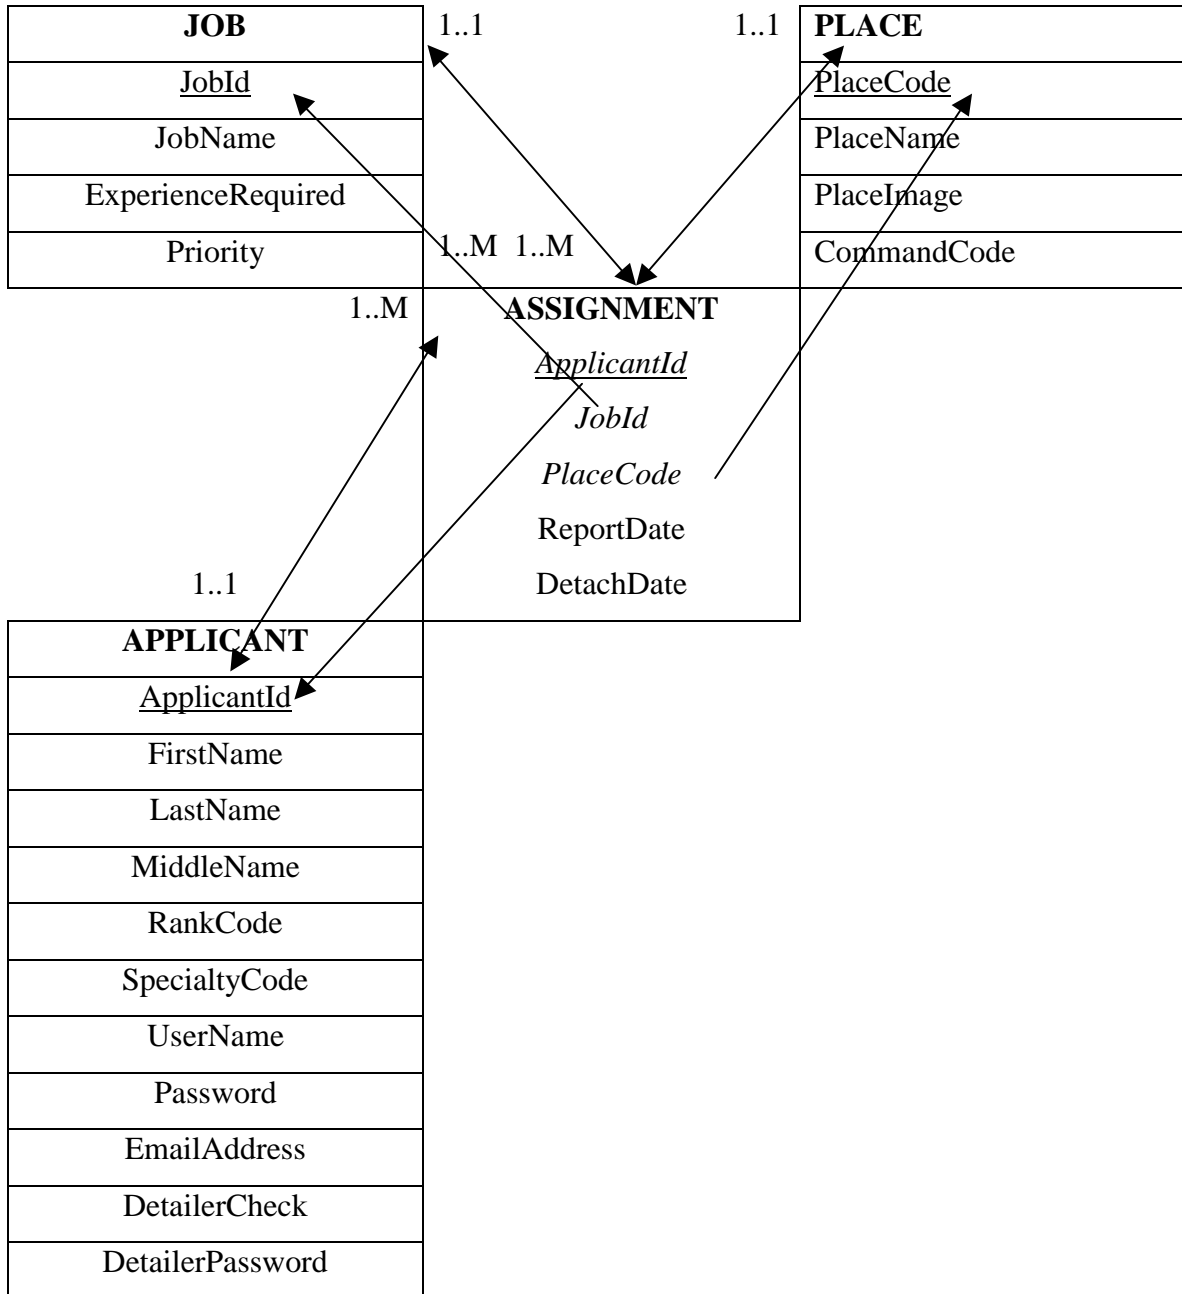 JOB
JobId
JobName
ExperienceRequired
Priority
1..1
1..1
PLACE
PlaceCode
PlaceName
PlaceImage
CommandCode
1..M 1..M
1..M
ASSIGNMENT
ApplicantId
JobId
PlaceCode
ReportDate
DetachDate
1..1
APPLICANT
ApplicantId
FirstName
LastName
MiddleName
RankCode
SpecialtyCode
UserName
Password
EmailAddress
DetailerCheck
DetailerPassword